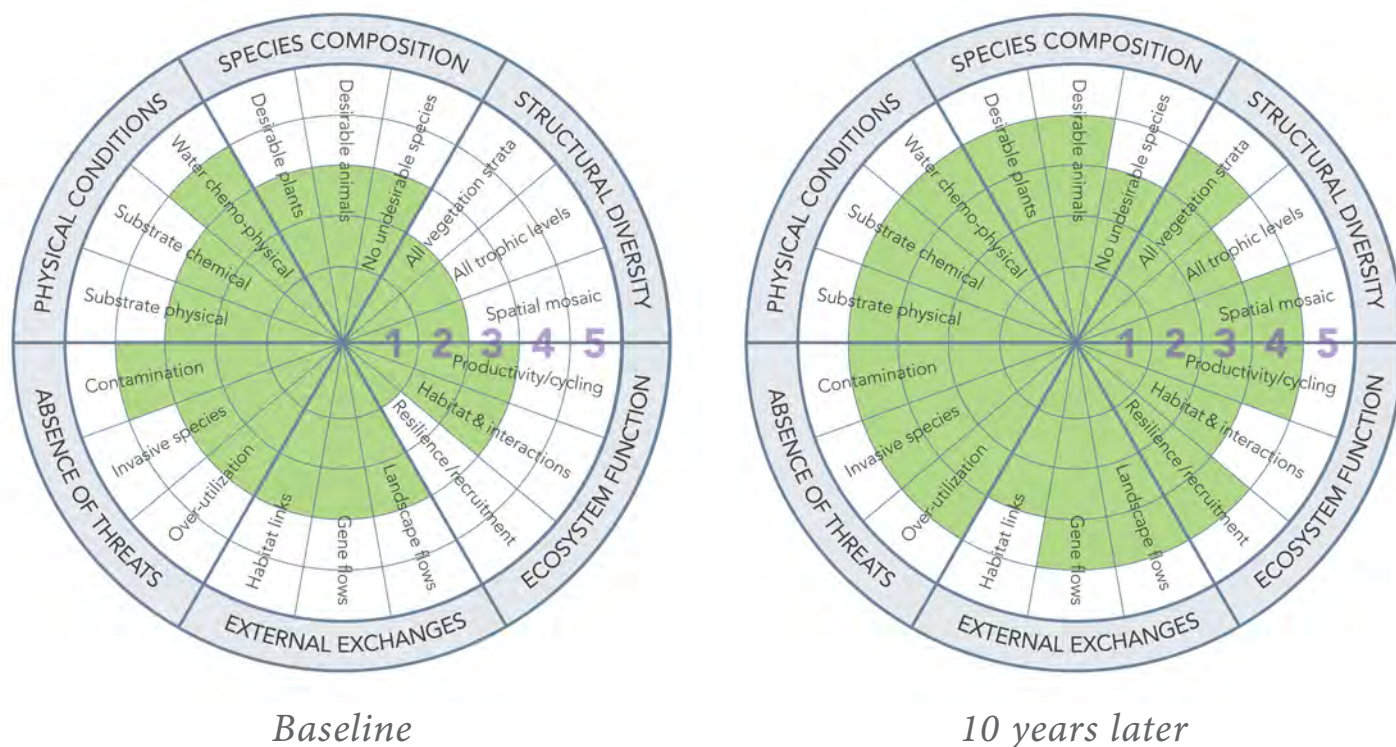 SPECIES COMPOSITION
STRUCTURAL DIVERSITY
ECOSYSTEM FUNCTION
EXTERNAL EXCHANGES
ABSENCE OF THREATS
PHYSICAL CONDITIONS
Desirable plants
Desirable animals
No undesirable species
All vegetation strata
All trophic levels
Spatial mosaic
Productivity/cycling
Habitat & interactions
Resilience/recruitment
Landscape flows
Gene flows
Habitat links
Over-utilization
Invasive species
Contamination
Substrate physical
Substrate chemical
Water chemo-physical
1 2 3 4 5
Baseline
SPECIES COMPOSITION
STRUCTURAL DIVERSITY
ECOSYSTEM FUNCTION
EXTERNAL EXCHANGES
ABSENCE OF THREATS
PHYSICAL CONDITIONS
Desirable plants
Desirable animals
No undesirable species
All vegetation strata
All trophic levels
Spatial mosaic
Productivity/cycling
Habitat & interactions
Resilience/recruitment
Landscape flows
Gene flows
Habitat links
Over-utilization
Invasive species
Contamination
Substrate physical
Substrate chemical
Water chemo-physical
1 2 3 4 5
10 years later